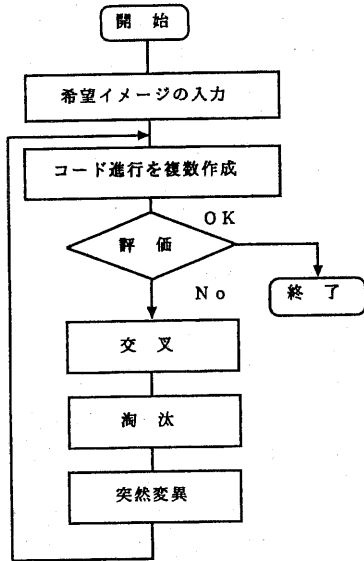 開 始
希望イメージの入力
コード進行を複数作成
OK
評 価
No
終 了
交 叉
淘 汰
突然変異